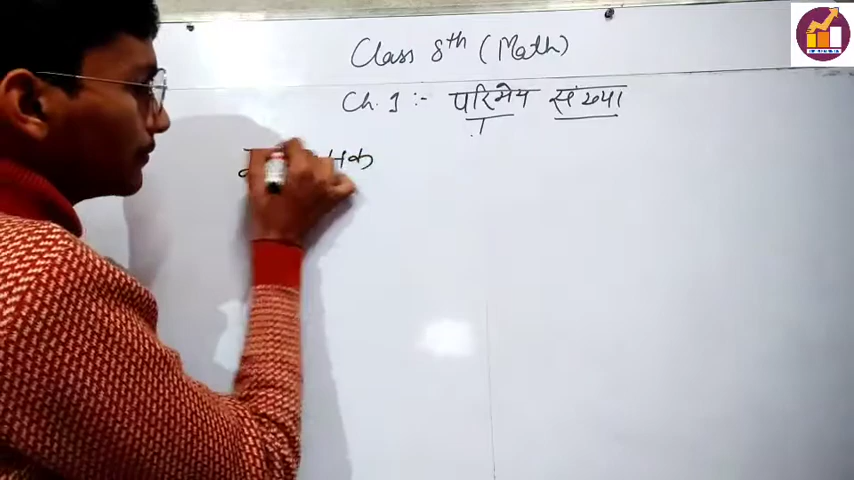 Class 8th (Math)
Ch. 1 :- परिमेय संख्या